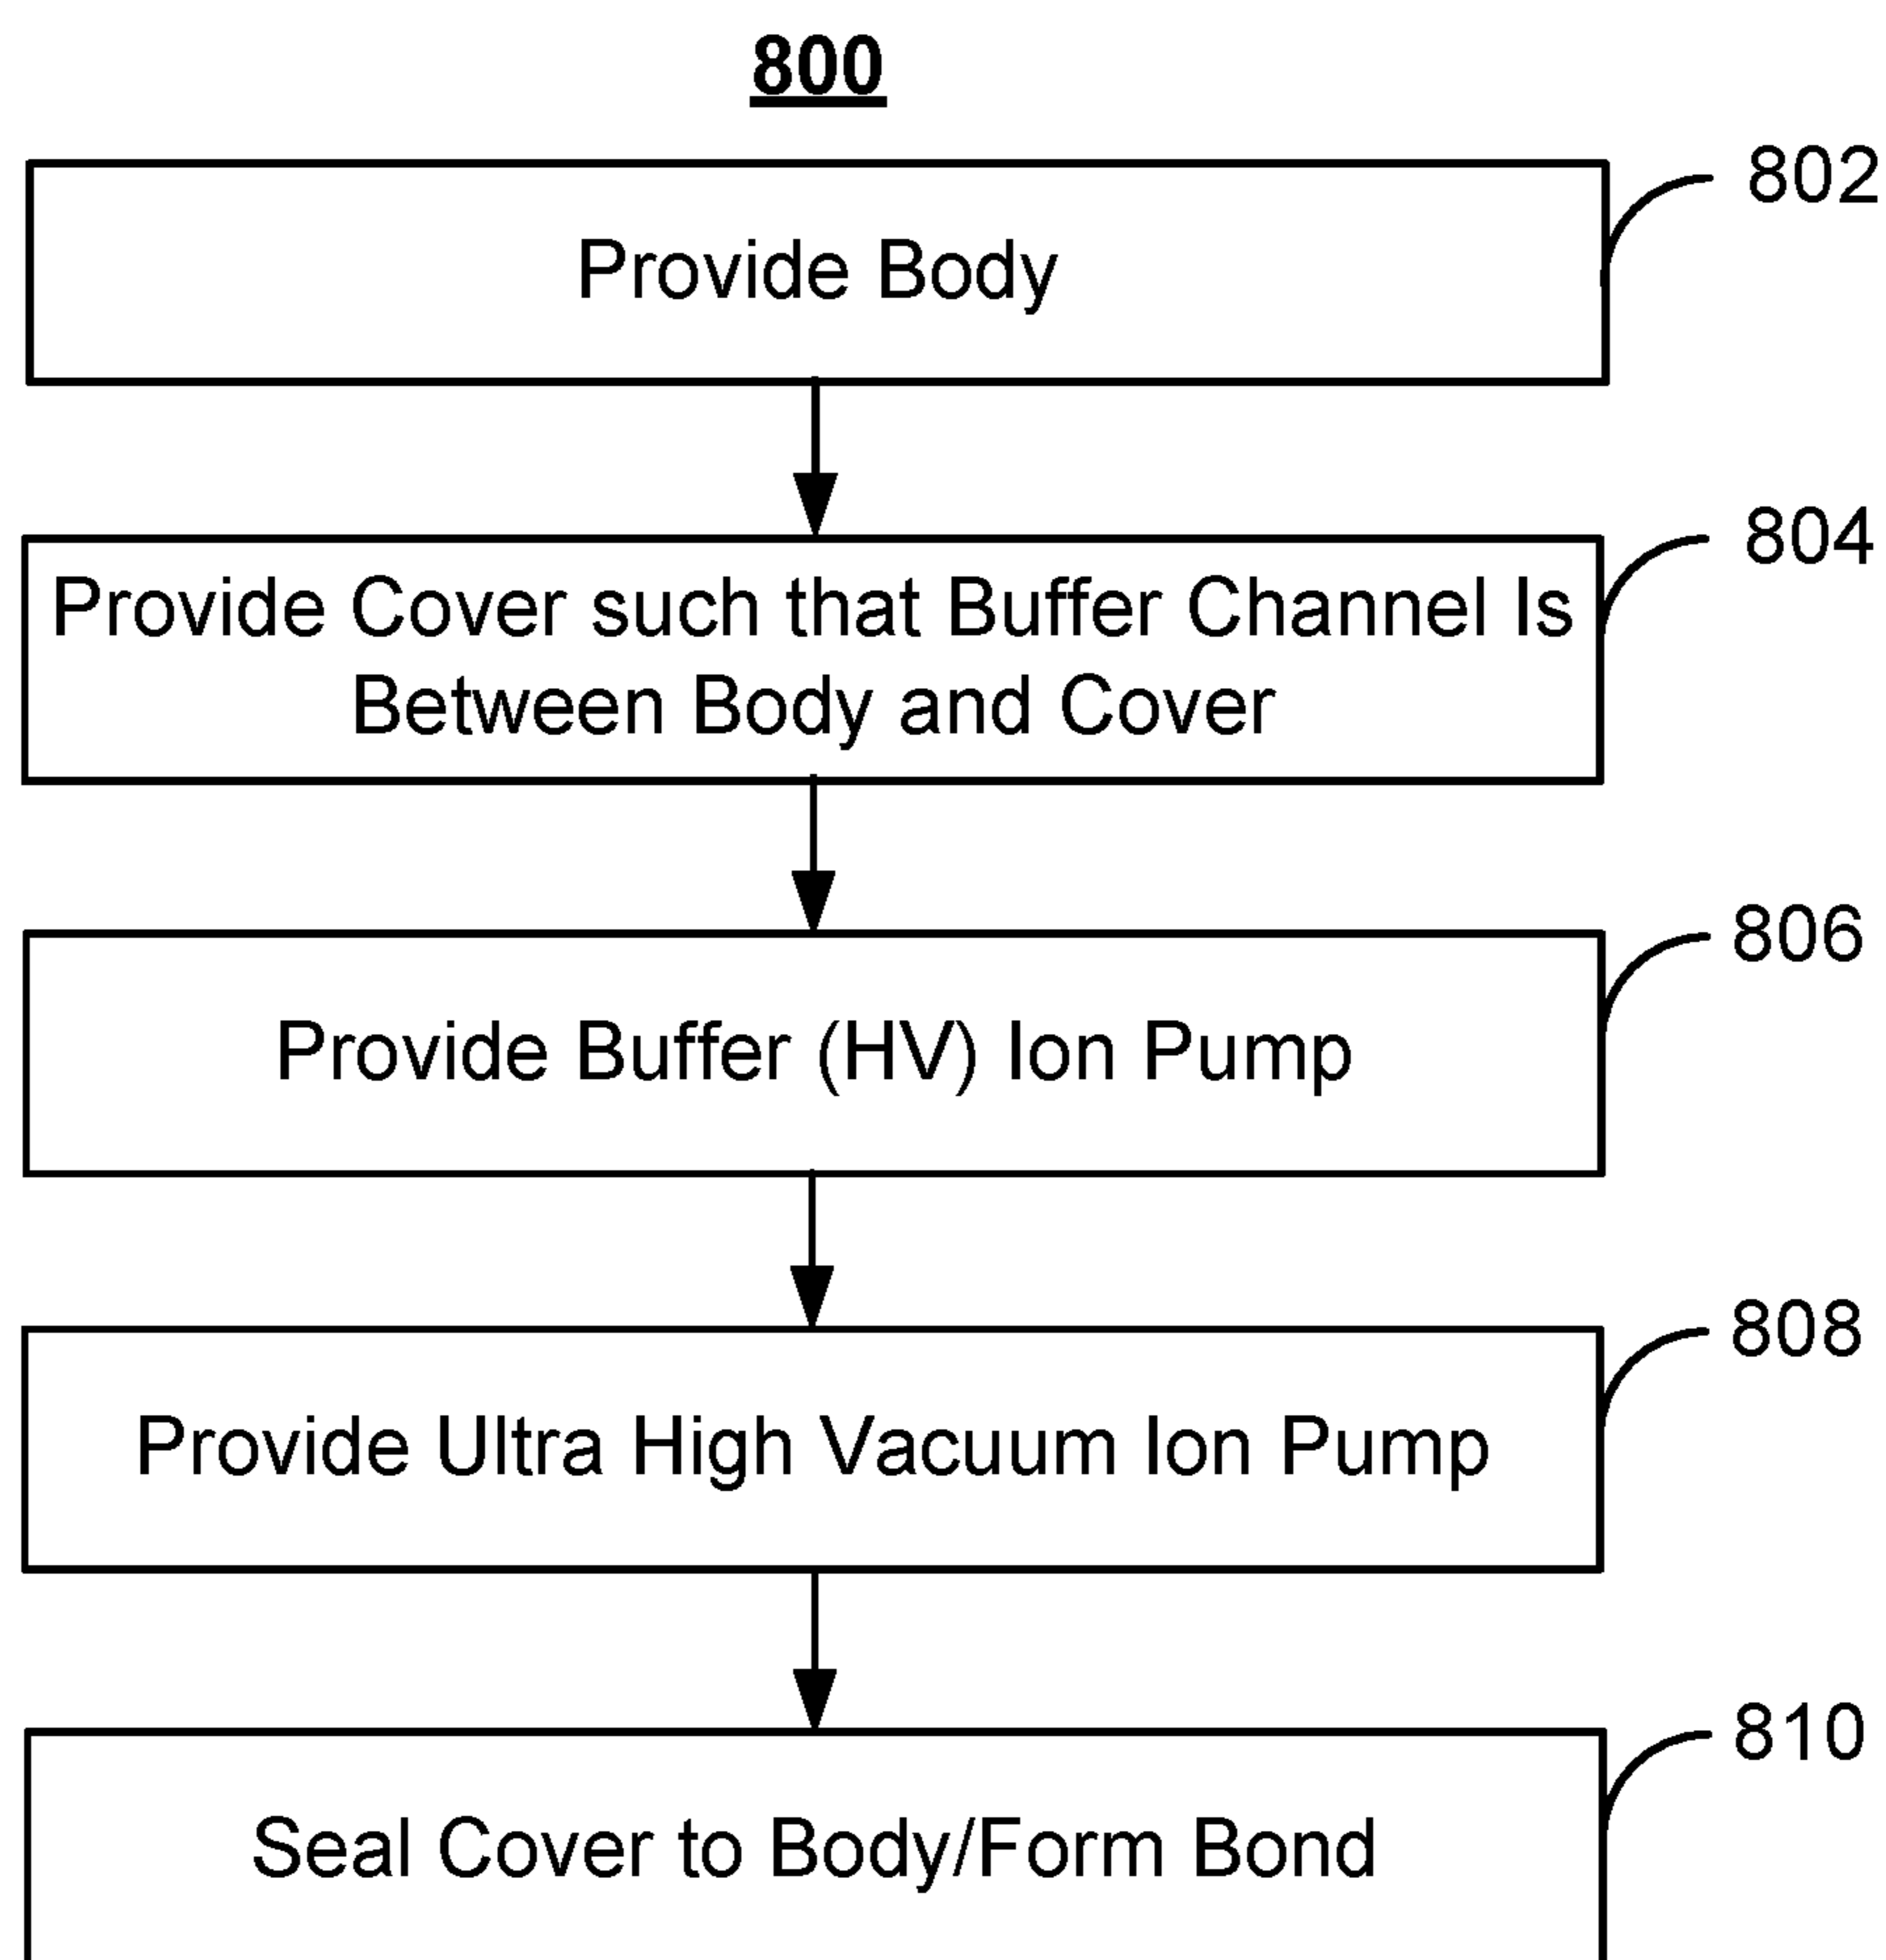 800
802
Provide Body
804
Provide Cover such that Buffer Channel Is
Between Body and Cover
806
Provide Buffer (HV) Ion Pump
808
Provide Ultra High Vacuum Ion Pump
810
Seal Cover to Body/Form Bond